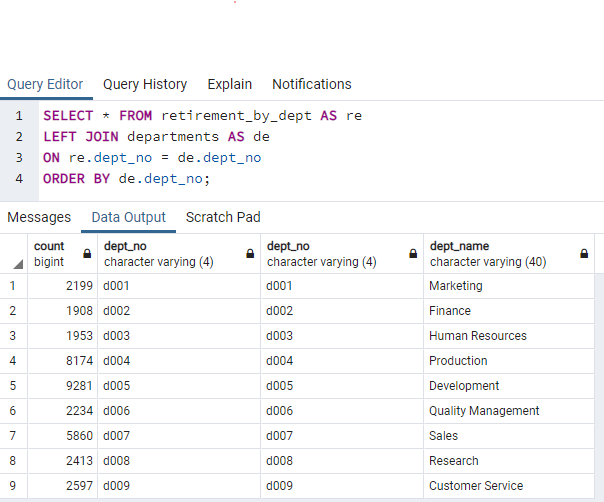 Query Editor Query History Explain Notifications
1 SELECT * FROM retirement_by_dept AS re
2 LEFT JOIN departments AS de
3 ON re.dept_no = de.dept_no
4 ORDER BY de.dept_no;
Messages Data Output Scratch Pad
count dept_no dept_no dept_name
bigint character varying (4) character varying (4) character varying (40)
1 2199 d001 d001 Marketing
2 1908 d002 d002 Finance
3 1953 d003 d003 Human Resources
4 8174 d004 d004 Production
5 9281 d005 d005 Development
6 2234 d006 d006 Quality Management
7 5860 d007 d007 Sales
8 2413 d008 d008 Research
9 2597 d009 d009 Customer Service